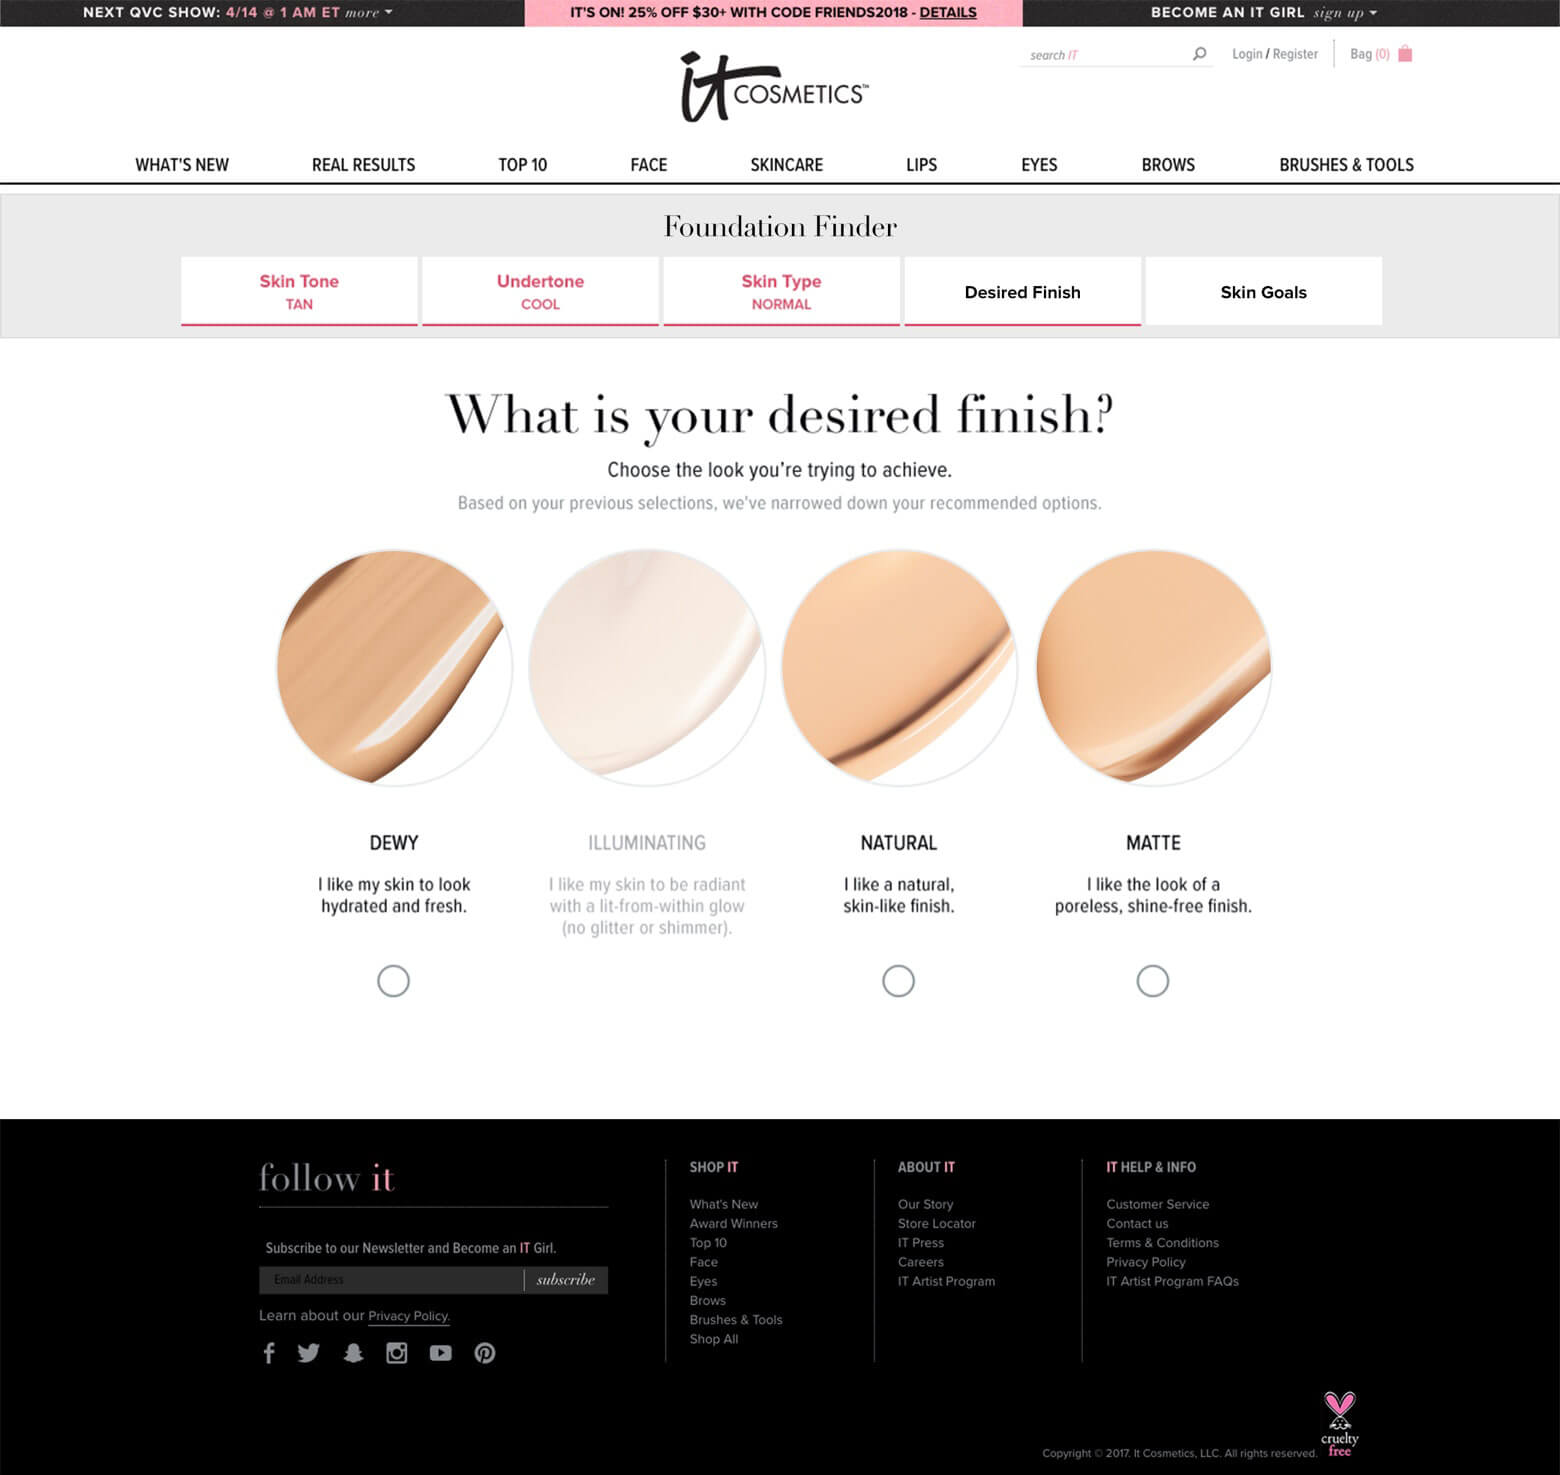 NEXT QVC SHOW: 4/14 @ 1 AM ET more
IT'S ON! 25% OFF $30+ WITH CODE FRIENDS2018 - DETAILS
BECOME AN IT GIRL sign up
it COSMETICS™
search IT
Login / Register
Bag (0)
WHAT'S NEW
REAL RESULTS
TOP 10
FACE
SKINCARE
LIPS
EYES
BROWS
BRUSHES & TOOLS
Foundation Finder
Skin Tone
TAN
Undertone
COOL
Skin Type
NORMAL
Desired Finish
Skin Goals
What is your desired finish?
Choose the look you're trying to achieve.
Based on your previous selections, we've narrowed down your recommended options.
DEWY
I like my skin to look
hydrated and fresh.
ILLUMINATING
I like my skin to be radiant
with a lit-from-within glow
(no glitter or shimmer).
NATURAL
I like a natural,
skin-like finish.
MATTE
I like the look of a
poreless, shine-free finish.
follow it
Subscribe to our Newsletter and Become an IT Girl.
Email Address
subscribe
Learn about our Privacy Policy.
SHOP IT
What's New
Award Winners
Top 10
Face
Eyes
Brows
Brushes & Tools
Shop All
ABOUT IT
Our Story
Store Locator
IT Press
Careers
IT Artist Program
IT HELP & INFO
Customer Service
Contact us
Terms & Conditions
Privacy Policy
IT Artist Program FAQs
Copyright © 2017. It Cosmetics, LLC. All rights reserved.
cruelty
free